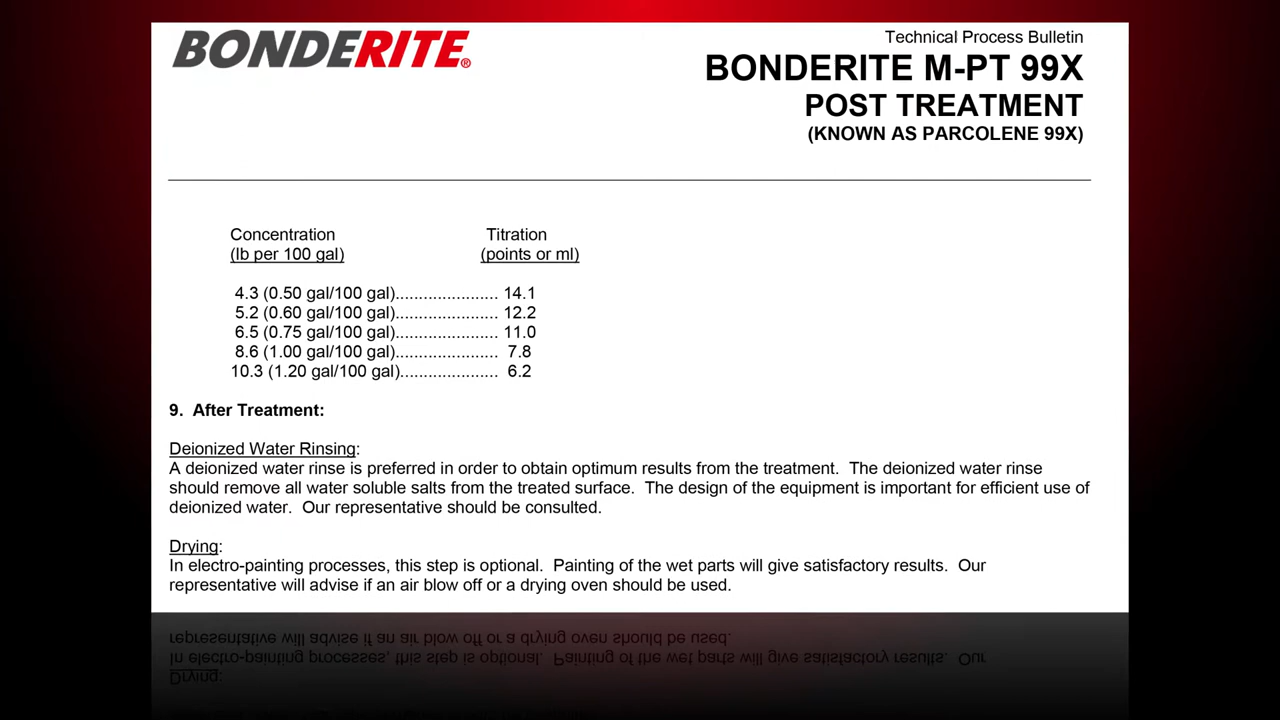 BONDERITE®
Technical Process Bulletin
BONDERITE M-PT 99X
POST TREATMENT
(KNOWN AS PARCOLENE 99X)
Concentration Titration
(lb per 100 gal) (points or ml)
4.3 (0.50 gal/100 gal)...................... 14.1
5.2 (0.60 gal/100 gal)...................... 12.2
6.5 (0.75 gal/100 gal)...................... 11.0
8.6 (1.00 gal/100 gal)...................... 7.8
10.3 (1.20 gal/100 gal)..................... 6.2
9. After Treatment:
Deionized Water Rinsing:
A deionized water rinse is preferred in order to obtain optimum results from the treatment. The deionized water rinse
should remove all water soluble salts from the treated surface. The design of the equipment is important for efficient use of
deionized water. Our representative should be consulted.
Drying:
In electro-painting processes, this step is optional. Painting of the wet parts will give satisfactory results. Our
representative will advise if an air blow off or a drying oven should be used.